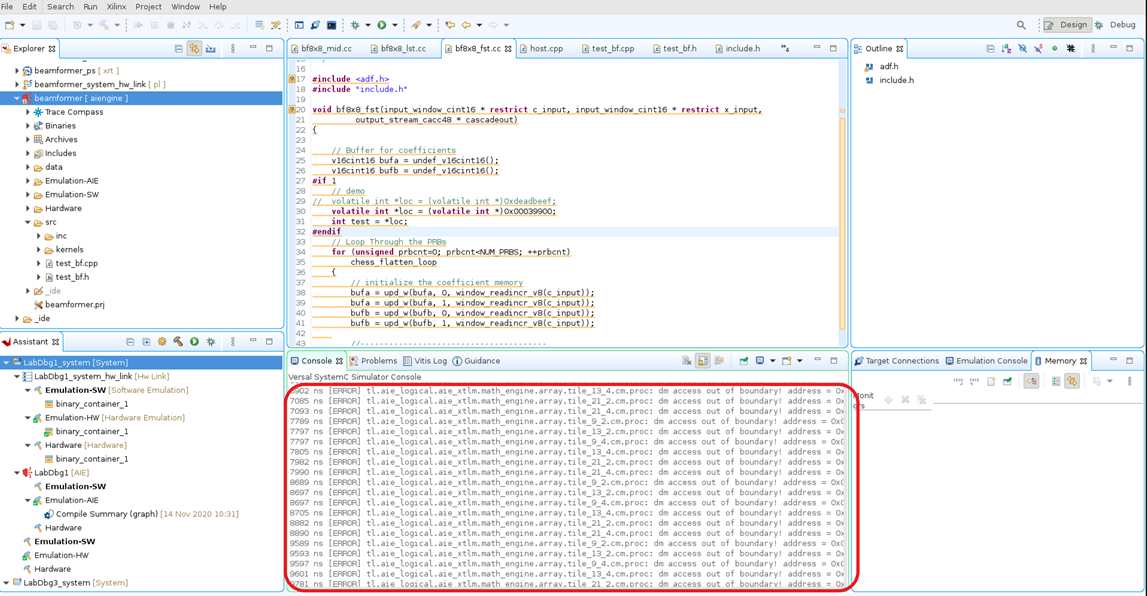 File Edit Search Xilinx Project Window Help
Design
Debug
Explorer
beamformer_ps [ xrt ]
beamformer_system_hw_link [ pl ]
beamformer [ aiengine ]
Trace Compass
Binaries
Archives
Includes
data
Emulation-AIE
Emulation-SW
Hardware
src
inc
kernels
test_bf.cpp
test_bf.h
_ide
beamformer.prj
_ide
Assistant
LabDbg1_system [System]
LabDbg1_system_hw_link [Hw Link]
Emulation-SW [Software Emulation]
binary_container_1
Emulation-HW [Hardware Emulation]
binary_container_1
Hardware [Hardware]
binary_container_1
LabDbg1 [AIE]
Emulation-SW
Emulation-AIE
Compile Summary (graph) [14 Nov 2020 10:31]
Hardware
Emulation-SW
Emulation-HW
Hardware
LabDbg3_system [System]
bf8x8_mid.cc bf8x8_lst.cc bf8x8_fst.cc host.cpp test_bf.cpp test_bf.h include.h
16
17 #include <adf.h>
18 #include "include.h"
19
20 void bf8x8_fst(input_window_cint16 * restrict c_input, input_window_cint16 * restrict x_input,
21 output_stream_cacc48 * cascadeout)
22 {
23
24 // Buffer for coefficients
25 v16cint16 bufa = undef_v16cint16();
26 v16cint16 bufb = undef_v16cint16();
27 #if 1
28 // demo
29 // volatile int *loc = (volatile int *)0xdeadbeef;
30 volatile int *loc = (volatile int *)0x00039900;
31 int test = *loc;
32 #endif
33 // Loop Through the PRBs
34 for (unsigned prbcnt=0; prbcnt<NUM_PRBS; ++prbcnt)
35 chess_flatten_loop
36 {
37 // initialize the coefficient memory
38 bufa = upd_w(bufa, 0, window_readincr_v8(c_input));
39 bufa = upd_w(bufa, 1, window_readincr_v8(c_input));
40 bufb = upd_w(bufb, 0, window_readincr_v8(c_input));
41 bufb = upd_w(bufb, 1, window_readincr_v8(c_input));
42
43 //-----------------------------------
Console Problems Vitis Log Guidance
Versal SystemC Simulator Console
6902 ns [ERROR] tl.aie_logical.aie_xtlm.math_engine.array.tile_13_4.cm.proc: dm access out of boundary! address = 0x
7085 ns [ERROR] tl.aie_logical.aie_xtlm.math_engine.array.tile_21_2.cm.proc: dm access out of boundary! address = 0x
7093 ns [ERROR] tl.aie_logical.aie_xtlm.math_engine.array.tile_21_4.cm.proc: dm access out of boundary! address = 0x
7789 ns [ERROR] tl.aie_logical.aie_xtlm.math_engine.array.tile_9_2.cm.proc: dm access out of boundary! address = 0x0
7797 ns [ERROR] tl.aie_logical.aie_xtlm.math_engine.array.tile_13_2.cm.proc: dm access out of boundary! address = 0x
7797 ns [ERROR] tl.aie_logical.aie_xtlm.math_engine.array.tile_9_4.cm.proc: dm access out of boundary! address = 0x0
7805 ns [ERROR] tl.aie_logical.aie_xtlm.math_engine.array.tile_13_4.cm.proc: dm access out of boundary! address = 0x
7982 ns [ERROR] tl.aie_logical.aie_xtlm.math_engine.array.tile_21_2.cm.proc: dm access out of boundary! address = 0x
7990 ns [ERROR] tl.aie_logical.aie_xtlm.math_engine.array.tile_21_4.cm.proc: dm access out of boundary! address = 0x
8689 ns [ERROR] tl.aie_logical.aie_xtlm.math_engine.array.tile_9_2.cm.proc: dm access out of boundary! address = 0x0
8697 ns [ERROR] tl.aie_logical.aie_xtlm.math_engine.array.tile_13_2.cm.proc: dm access out of boundary! address = 0x
8697 ns [ERROR] tl.aie_logical.aie_xtlm.math_engine.array.tile_9_4.cm.proc: dm access out of boundary! address = 0x0
8705 ns [ERROR] tl.aie_logical.aie_xtlm.math_engine.array.tile_13_4.cm.proc: dm access out of boundary! address = 0x
8882 ns [ERROR] tl.aie_logical.aie_xtlm.math_engine.array.tile_21_2.cm.proc: dm access out of boundary! address = 0x
8890 ns [ERROR] tl.aie_logical.aie_xtlm.math_engine.array.tile_21_4.cm.proc: dm access out of boundary! address = 0x
9589 ns [ERROR] tl.aie_logical.aie_xtlm.math_engine.array.tile_9_2.cm.proc: dm access out of boundary! address = 0x0
9593 ns [ERROR] tl.aie_logical.aie_xtlm.math_engine.array.tile_13_2.cm.proc: dm access out of boundary! address = 0x
9597 ns [ERROR] tl.aie_logical.aie_xtlm.math_engine.array.tile_9_4.cm.proc: dm access out of boundary! address = 0x0
9601 ns [ERROR] tl.aie_logical.aie_xtlm.math_engine.array.tile_13_4.cm.proc: dm access out of boundary! address = 0x
9781 ns [ERROR] tl.aie_logical.aie_xtlm.math_engine.array.tile_21_2.cm.proc: dm access out of boundary! address = 0x
Outline
adf.h
include.h
Target Connections Emulation Console Memory